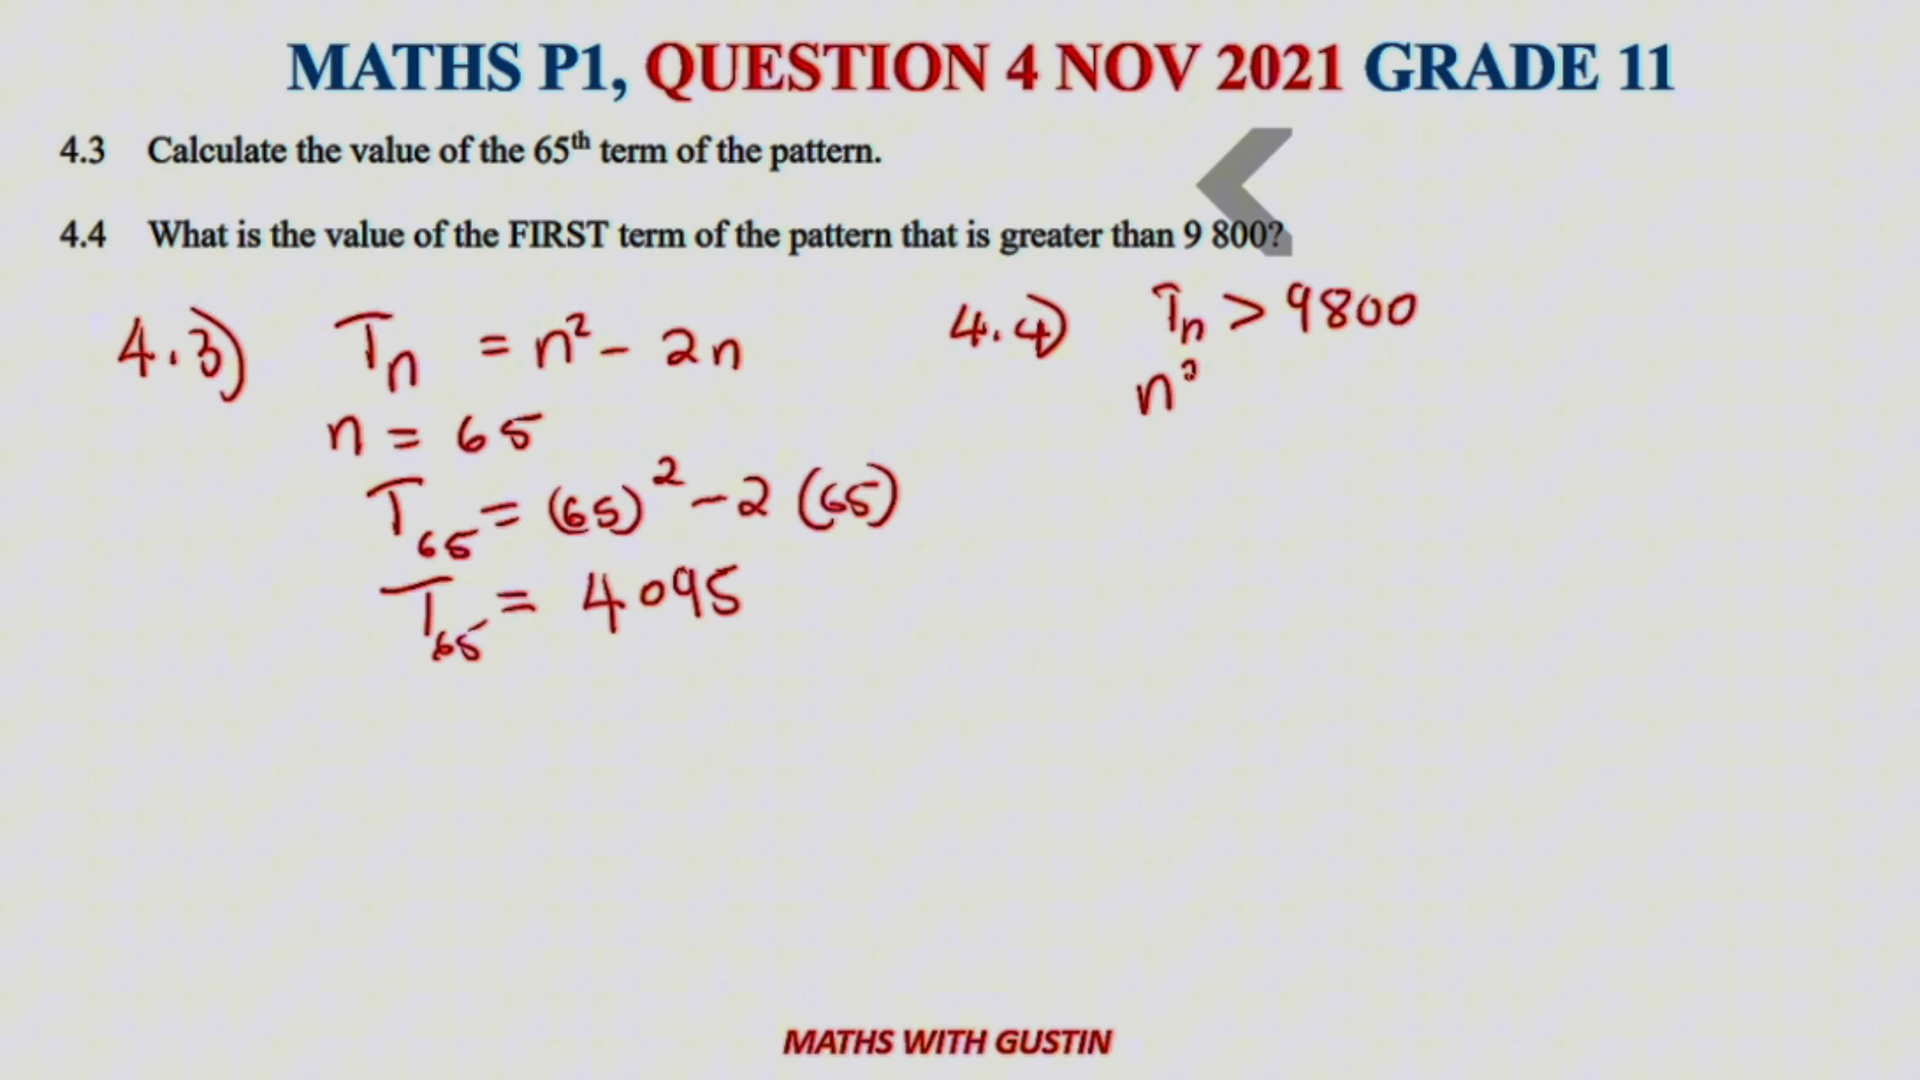 MATHS P1, QUESTION 4 NOV 2021 GRADE 11
4.3 Calculate the value of the 65th term of the pattern.
4.4 What is the value of the FIRST term of the pattern that is greater than 9 800?
4.3) Tn = n² - 2n
n = 65
T65 = (65)² - 2(65)
T65 = 4095
4.4) Tn > 9800
n²
MATHS WITH GUSTIN